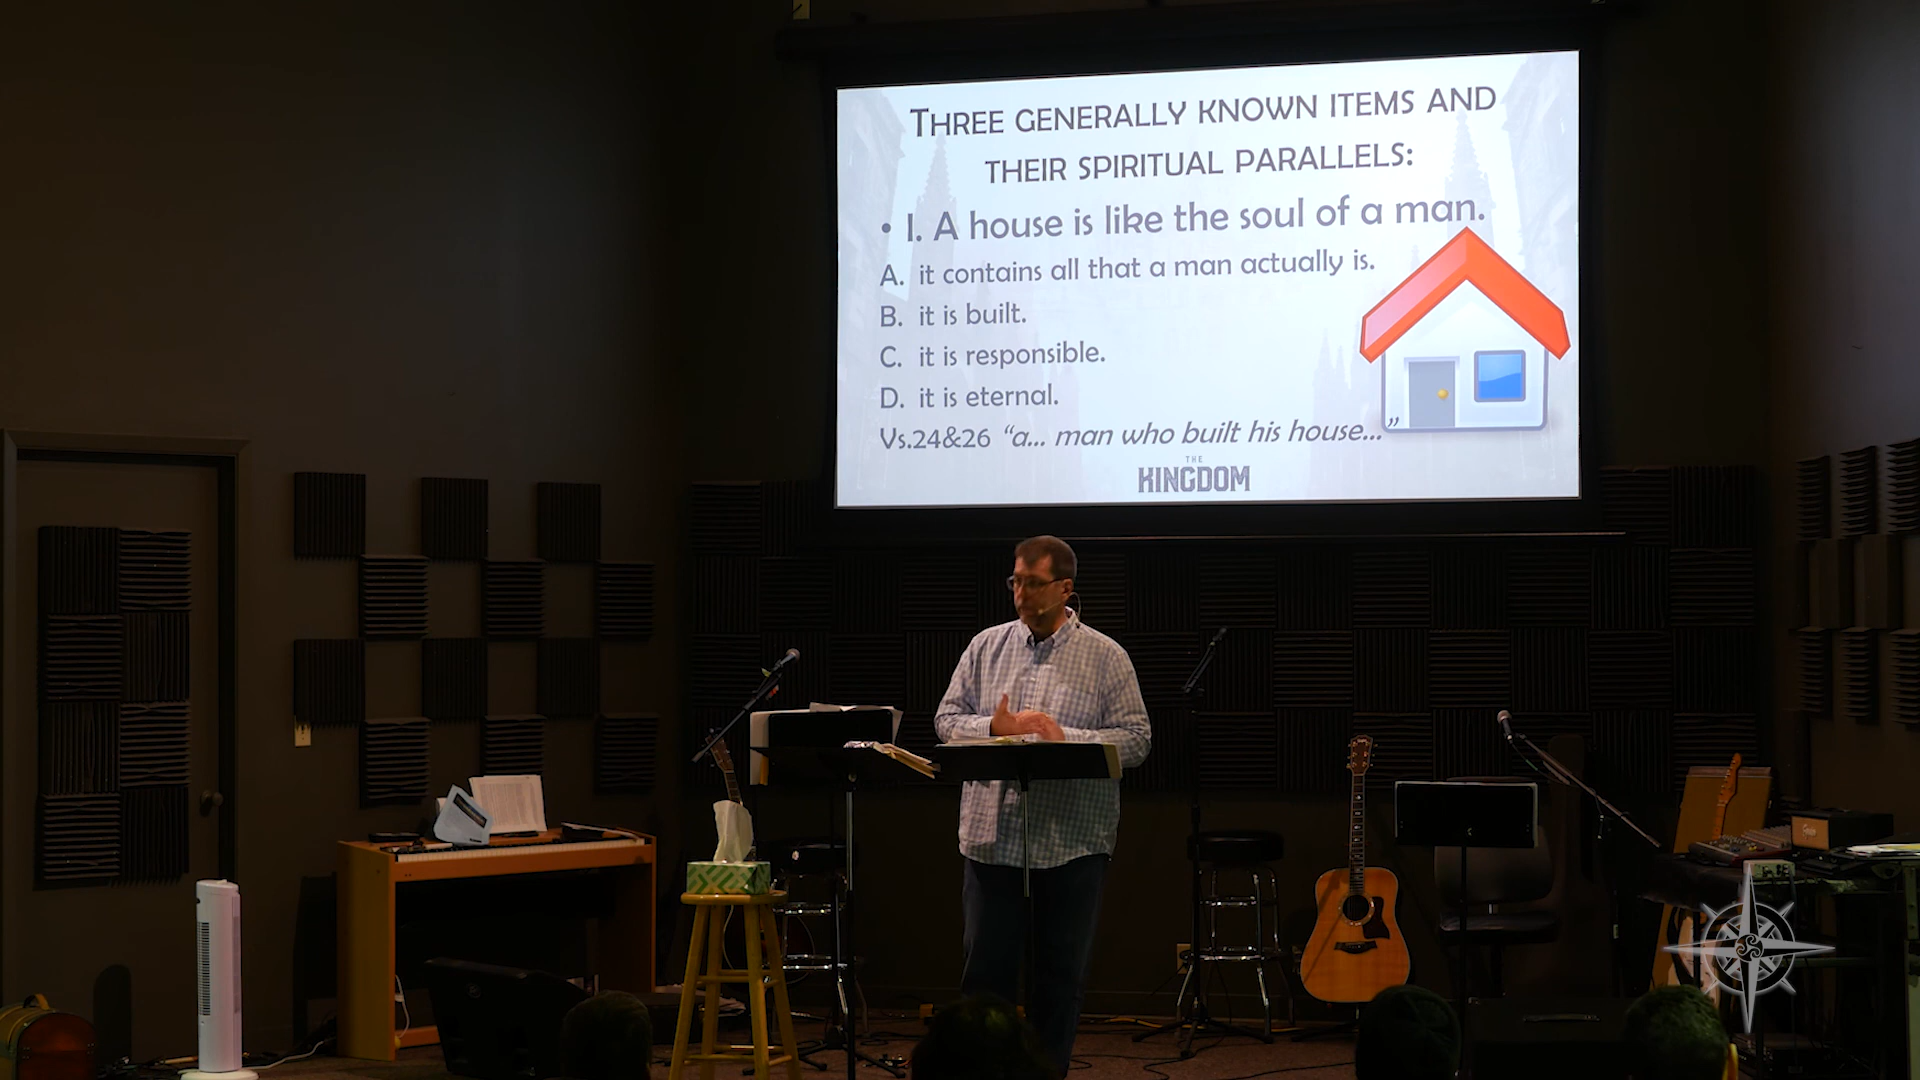 THREE GENERALLY KNOWN ITEMS AND
THEIR SPIRITUAL PARALLELS:
• I. A house is like the soul of a man.
A. it contains all that a man actually is.
B. it is built.
C. it is responsible.
D. it is eternal.
Vs.24&26 “a... man who built his house...”
THE
KINGDOM